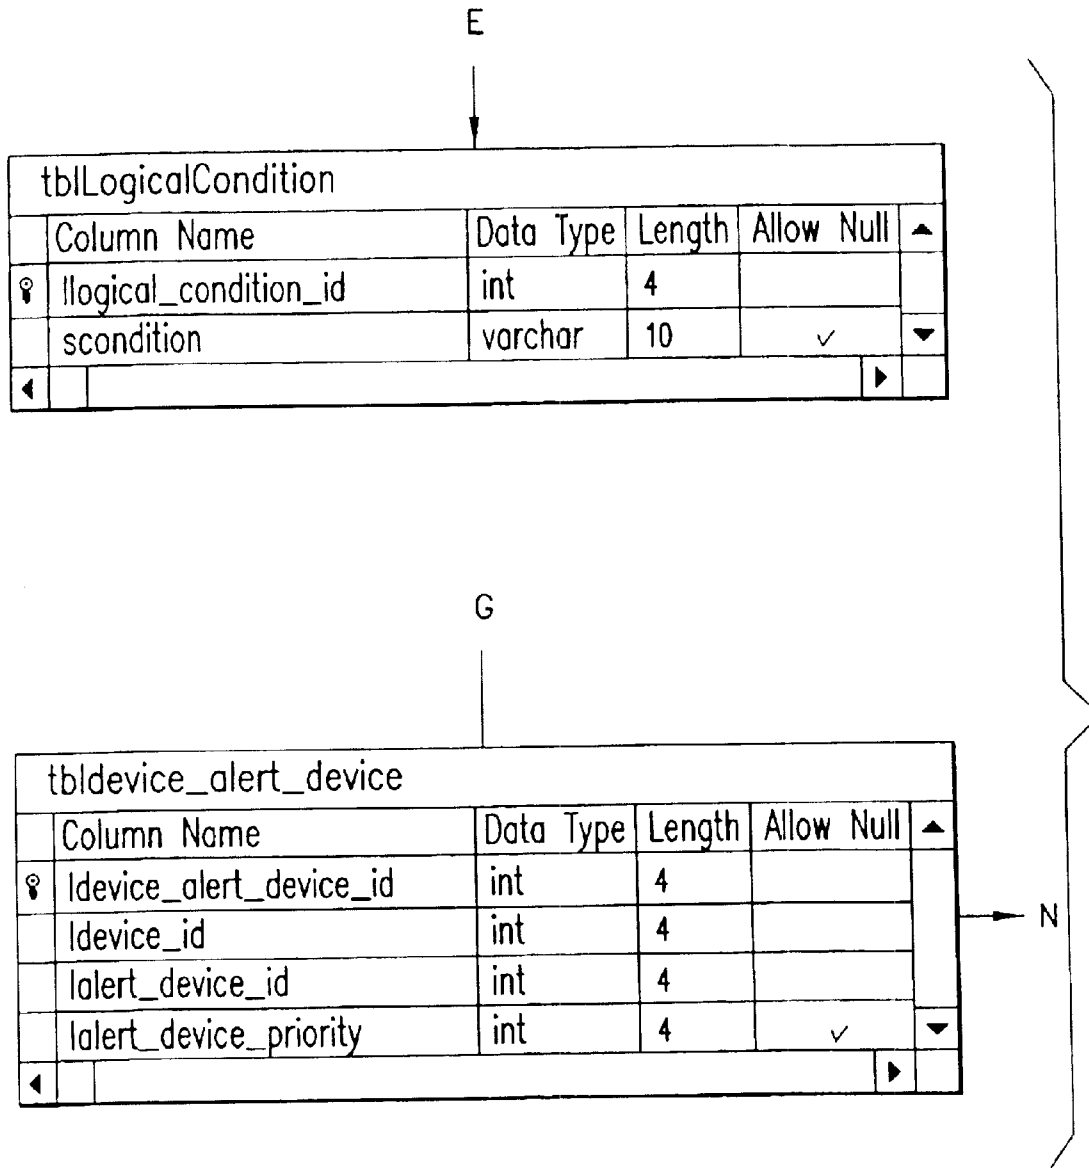 E
tblLogicalCondition
Column Name Data Type Length Allow Null
llogical_condition_id int 4
scondition varchar 10 ✓
G
tbldevice_alert_device
Column Name Data Type Length Allow Null
ldevice_alert_device_id int 4
ldevice_id int 4
lalert_device_id int 4
lalert_device_priority int 4 ✓
N